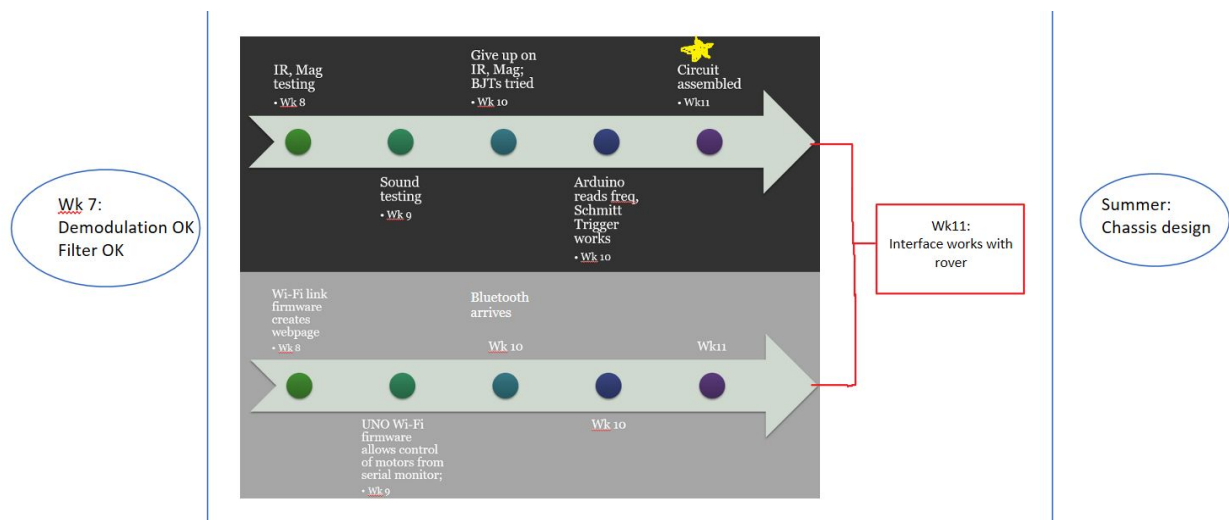 Wk 7:
Demodulation OK
Filter OK
IR, Mag
testing
• Wk 8
Sound
testing
• Wk 9
Give up on
IR, Mag;
BJTs tried
• Wk 10
Arduino
reads freq,
Schmitt
Trigger
works
• Wk 10
Circuit
assembled
• Wk11
Wi-Fi link
firmware
creates
webpage
• Wk 8
UNO Wi-Fi
firmware
allows control
of motors from
serial monitor;
• Wk 9
Bluetooth
arrives
Wk 10
Wk 10
Wk11
Wk11:
Interface works with
rover
Summer:
Chassis design